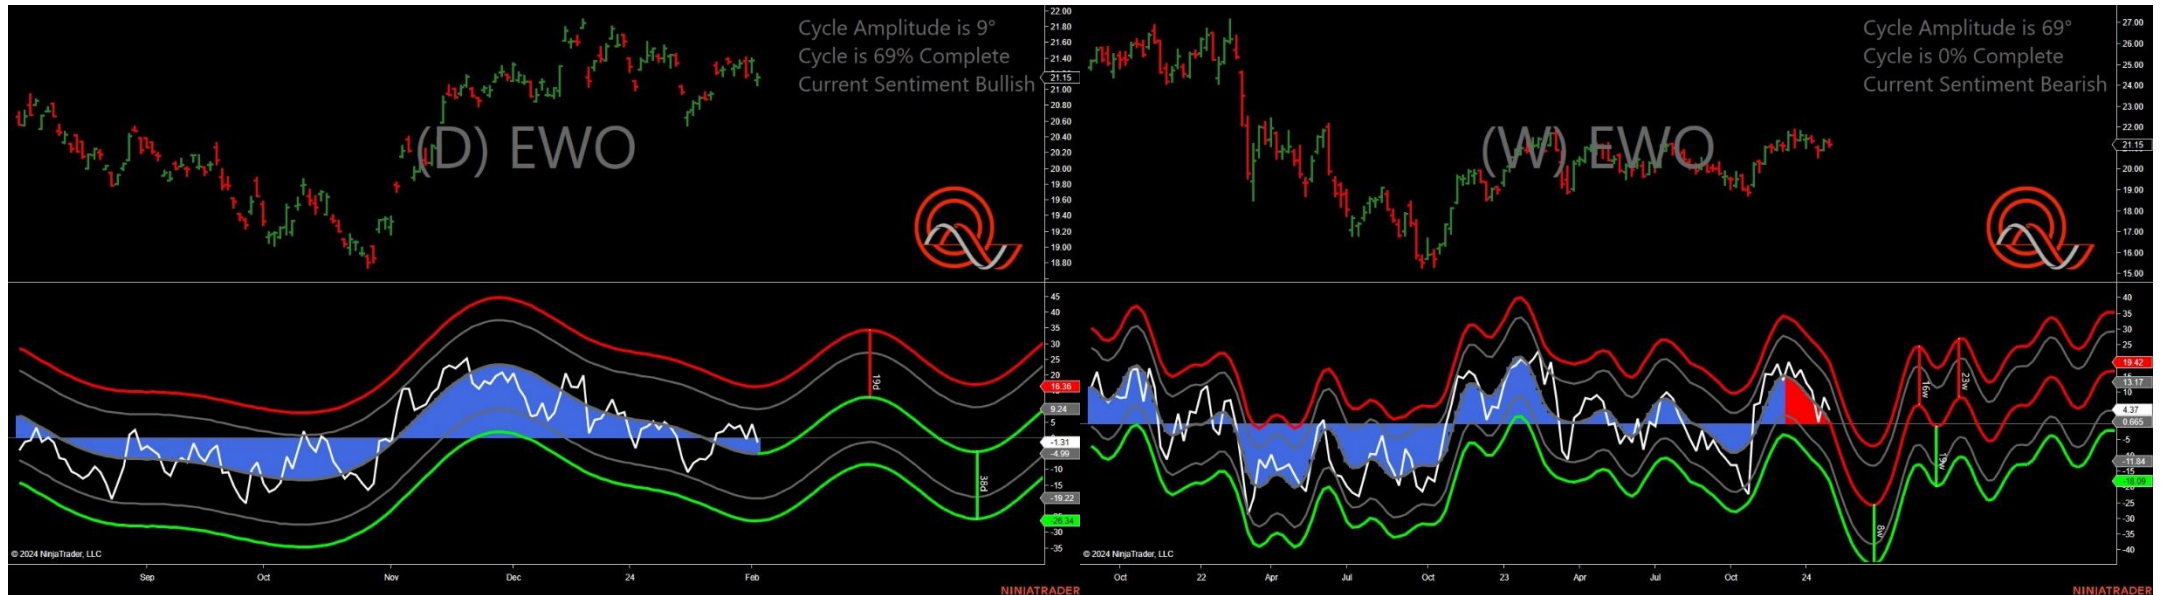 Cycle Amplitude is 9°
Cycle is 69% Complete
Current Sentiment Bullish
(D) EWO
22.00
21.80
21.60
21.40
21.15
21.00
20.80
20.60
20.40
20.20
20.00
19.80
19.60
19.40
19.20
19.00
18.80
45
40
35
30
25
20
16.36
9.24
5
-1.31
-4.99
-10
-15
-19.22
-26.34
-30
-35
19d
38d
© 2024 NinjaTrader, LLC
Sep
Oct
Nov
Dec
24
Feb
NINJATRADER
Cycle Amplitude is 69°
Cycle is 0% Complete
Current Sentiment Bearish
(W) EWO
27.00
26.00
25.00
24.00
23.00
22.00
21.15
20.00
19.00
18.00
17.00
16.00
15.00
40
35
30
25
19.42
13.17
4.37
0.665
-5
-11.84
-18.09
-25
-30
-35
-40
16w
23w
19w
8w
© 2024 NinjaTrader, LLC
Oct
22
Apr
Jul
Oct
23
Apr
Jul
Oct
24
NINJATRADER